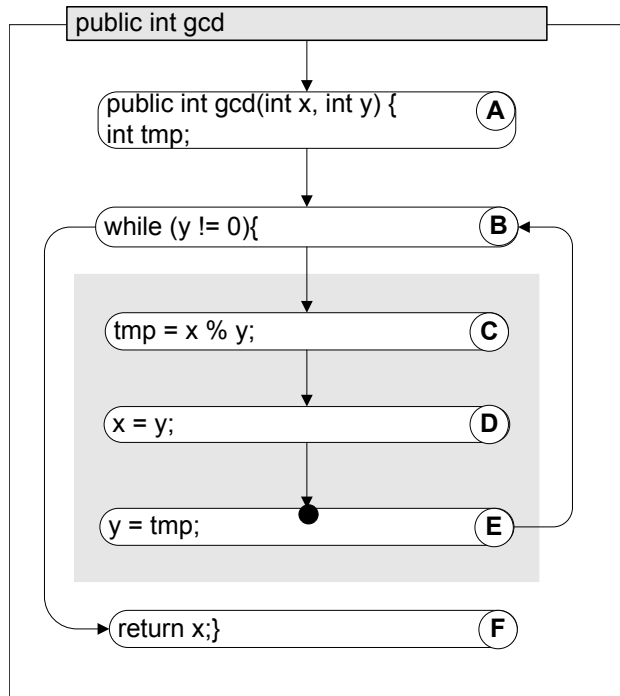 public int gcd
public int gcd(int x, int y) {
A
int tmp;
while (y != 0){
B
tmp = x % y;
C
x = y;
D
y = tmp;
E
return x;}
F